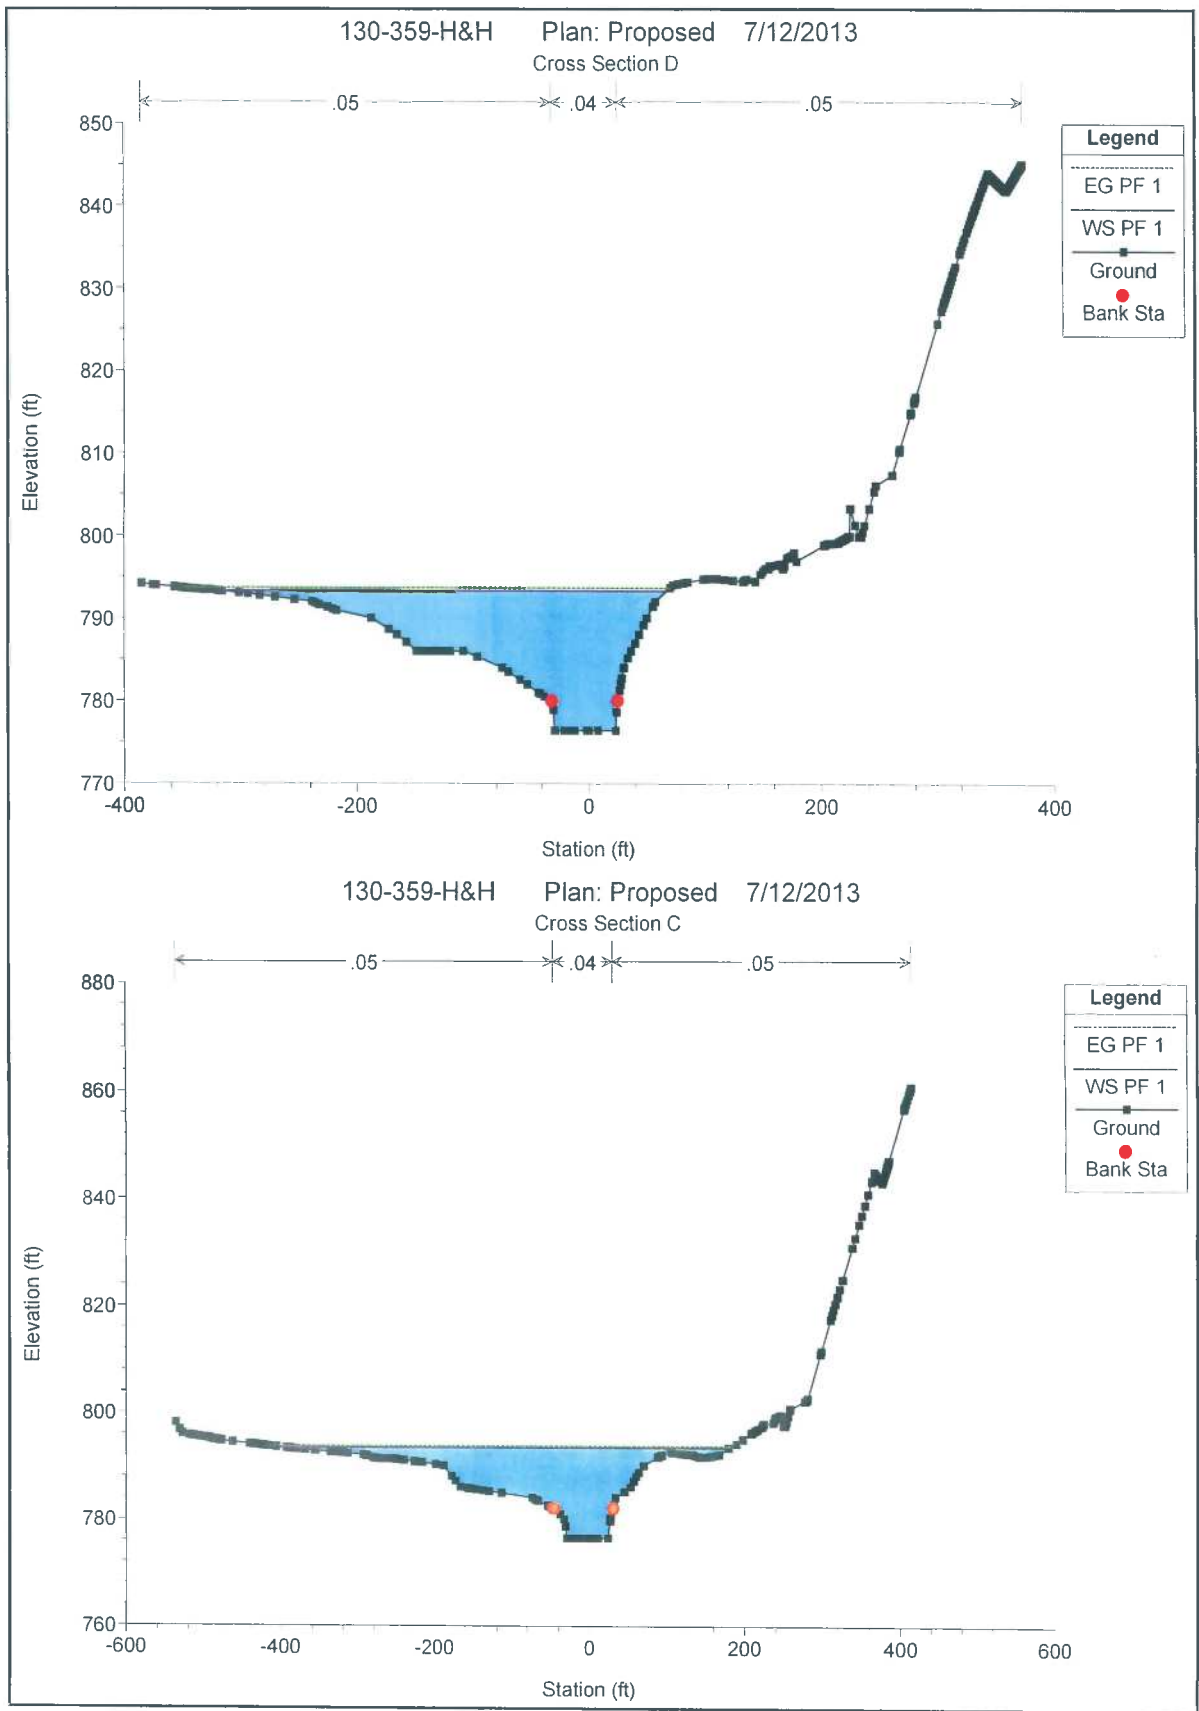 130-359-H&H Plan: Proposed 7/12/2013
Cross Section D
.05 .04 .05
Legend
EG PF 1
WS PF 1
Ground
Bank Sta
850
840
830
820
810
800
790
780
770
Elevation (ft)
-400 -200 0 200 400
Station (ft)
130-359-H&H Plan: Proposed 7/12/2013
Cross Section C
.05 .04 .05
Legend
EG PF 1
WS PF 1
Ground
Bank Sta
880
860
840
820
800
780
760
Elevation (ft)
-600 -400 -200 0 200 400 600
Station (ft)